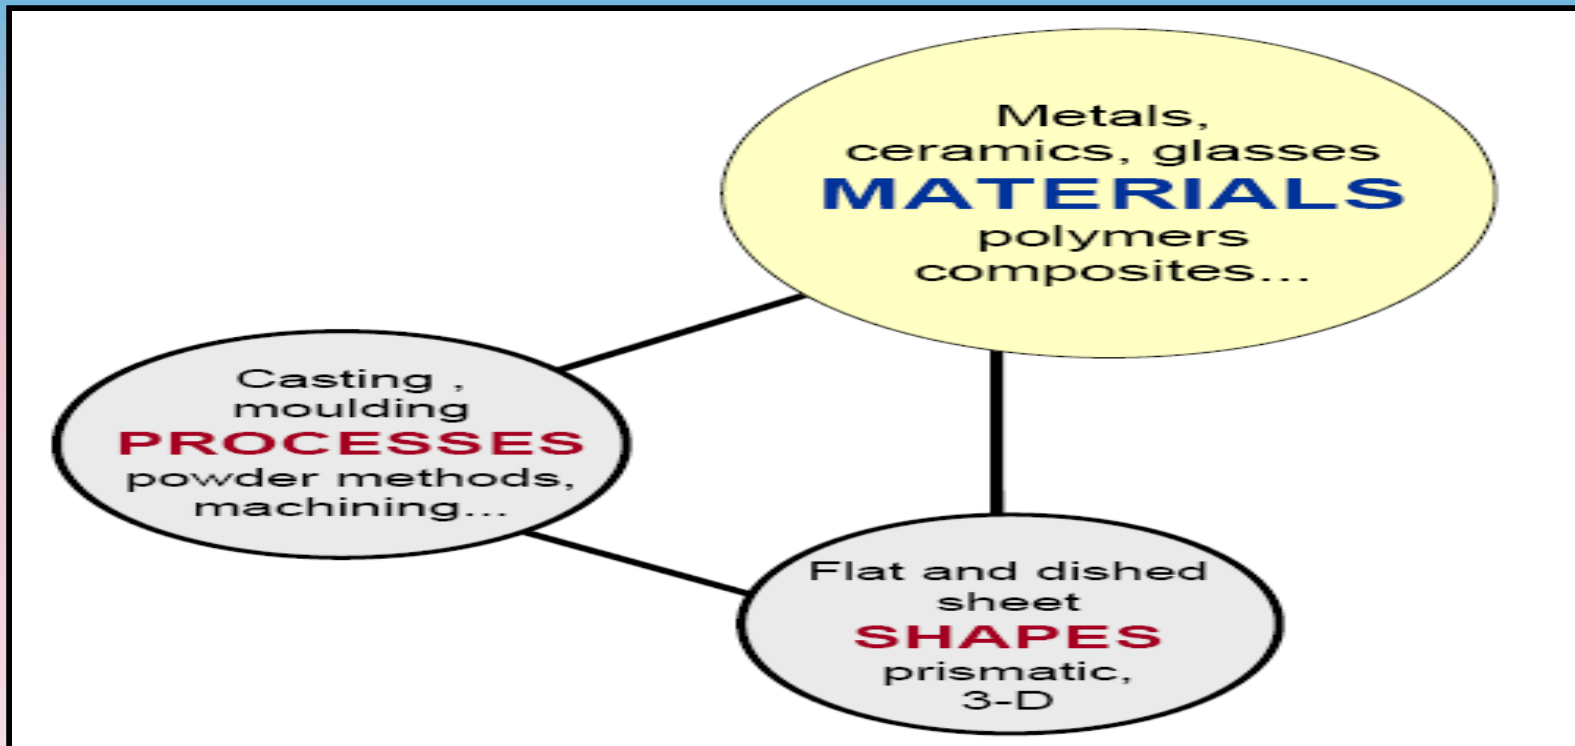 Metals,
ceramics, glasses
MATERIALS
polymers
composites...
Casting ,
moulding
PROCESSES
powder methods,
machining...
Flat and dished
sheet
SHAPES
prismatic,
3-D